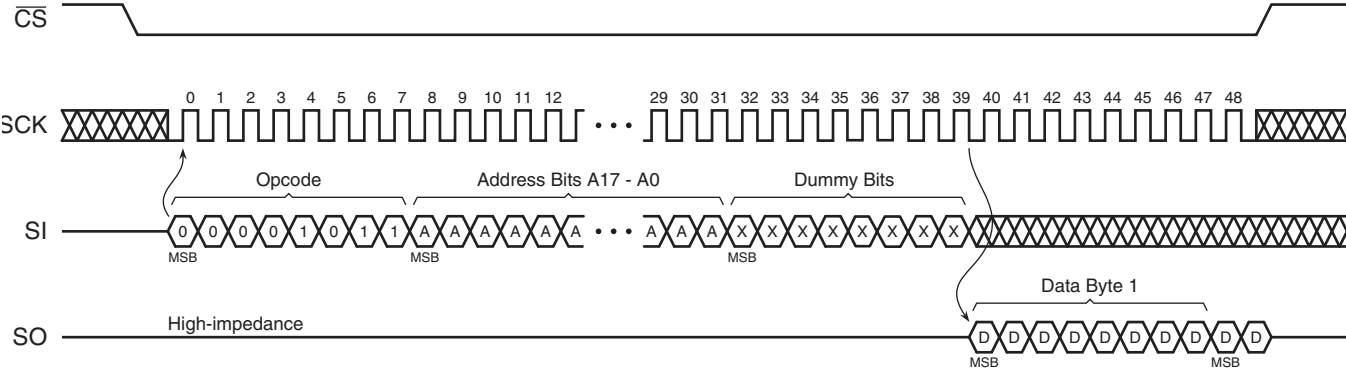 CS
0 1 2 3 4 5 6 7 8 9 10 11 12 29 30 31 32 33 34 35 36 37 38 39 40 41 42 43 44 45 46 47 48
SCK
Opcode Address Bits A17 - A0 Dummy Bits
SI 0 0 0 0 1 0 1 1 A A A A A A • • • A A A X X X X X X X X
MSB MSB MSB
Data Byte 1
High-impedance
SO D D D D D D D D D D
MSB MSB